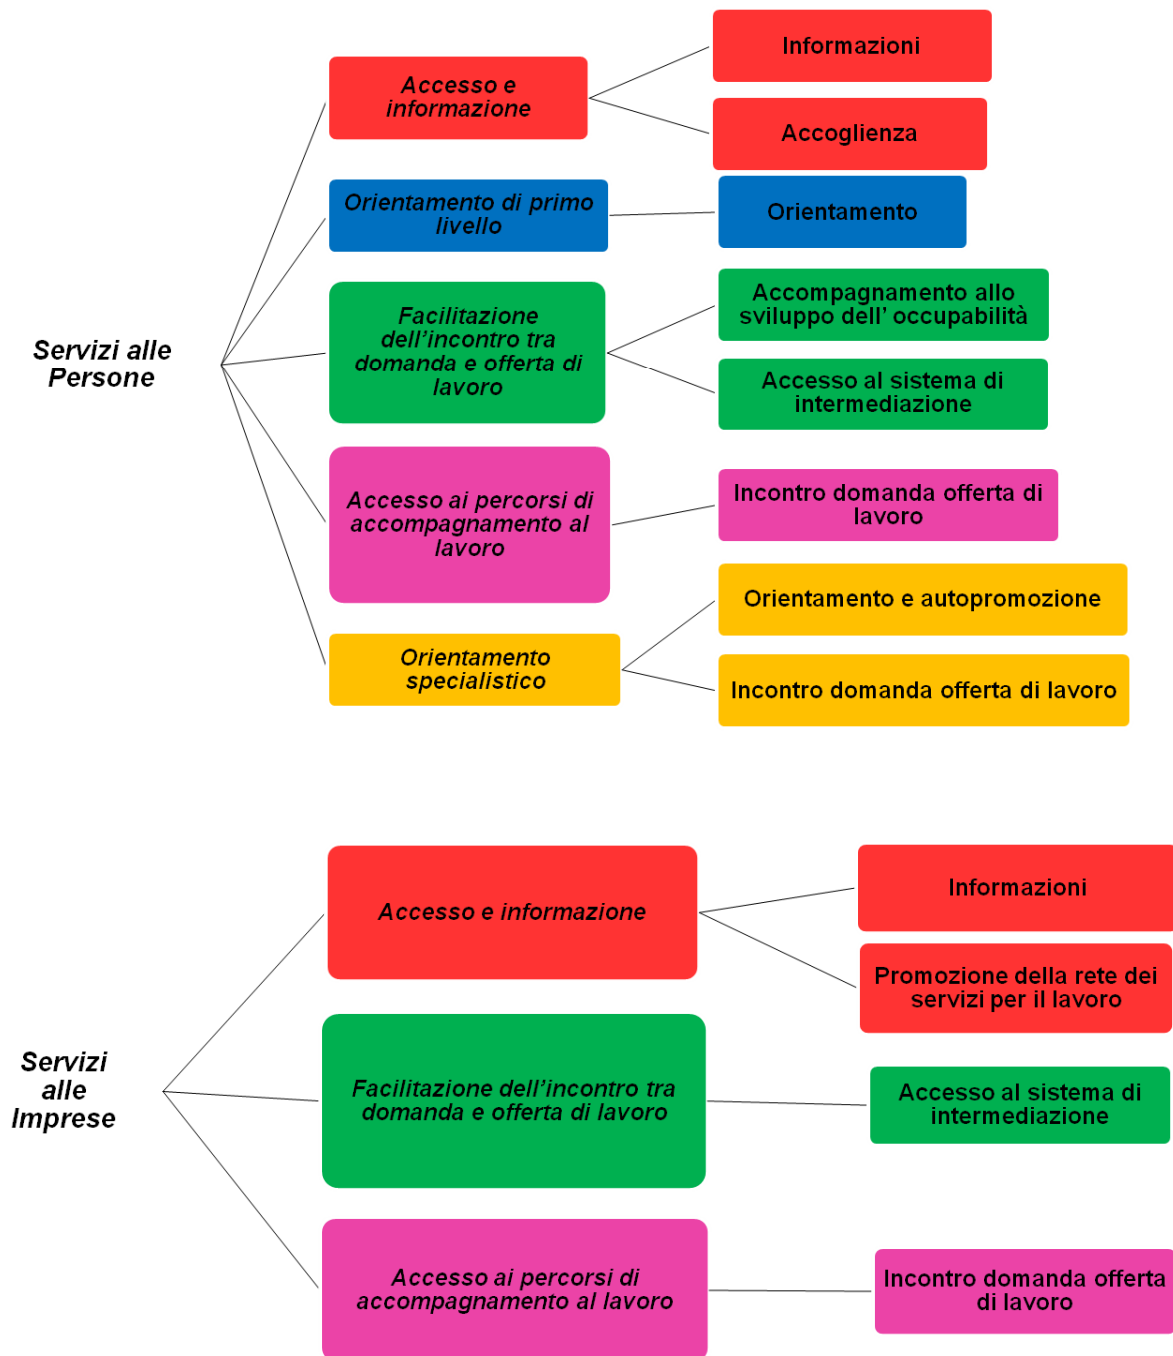 Servizi alle
Persone
Accesso e
informazione
Informazioni
Accoglienza
Orientamento di primo
livello
Orientamento
Facilitazione
dell’incontro tra
domanda e offerta di
lavoro
Accompagnamento allo
sviluppo dell’ occupabilità
Accesso al sistema di
intermediazione
Accesso ai percorsi di
accompagnamento al
lavoro
Incontro domanda offerta di
lavoro
Orientamento
specialistico
Orientamento e autopromozione
Incontro domanda offerta di lavoro
Servizi
alle
Imprese
Accesso e informazione
Informazioni
Promozione della rete dei
servizi per il lavoro
Facilitazione dell’incontro tra
domanda e offerta di lavoro
Accesso al sistema di
intermediazione
Accesso ai percorsi di
accompagnamento al lavoro
Incontro domanda offerta
di lavoro